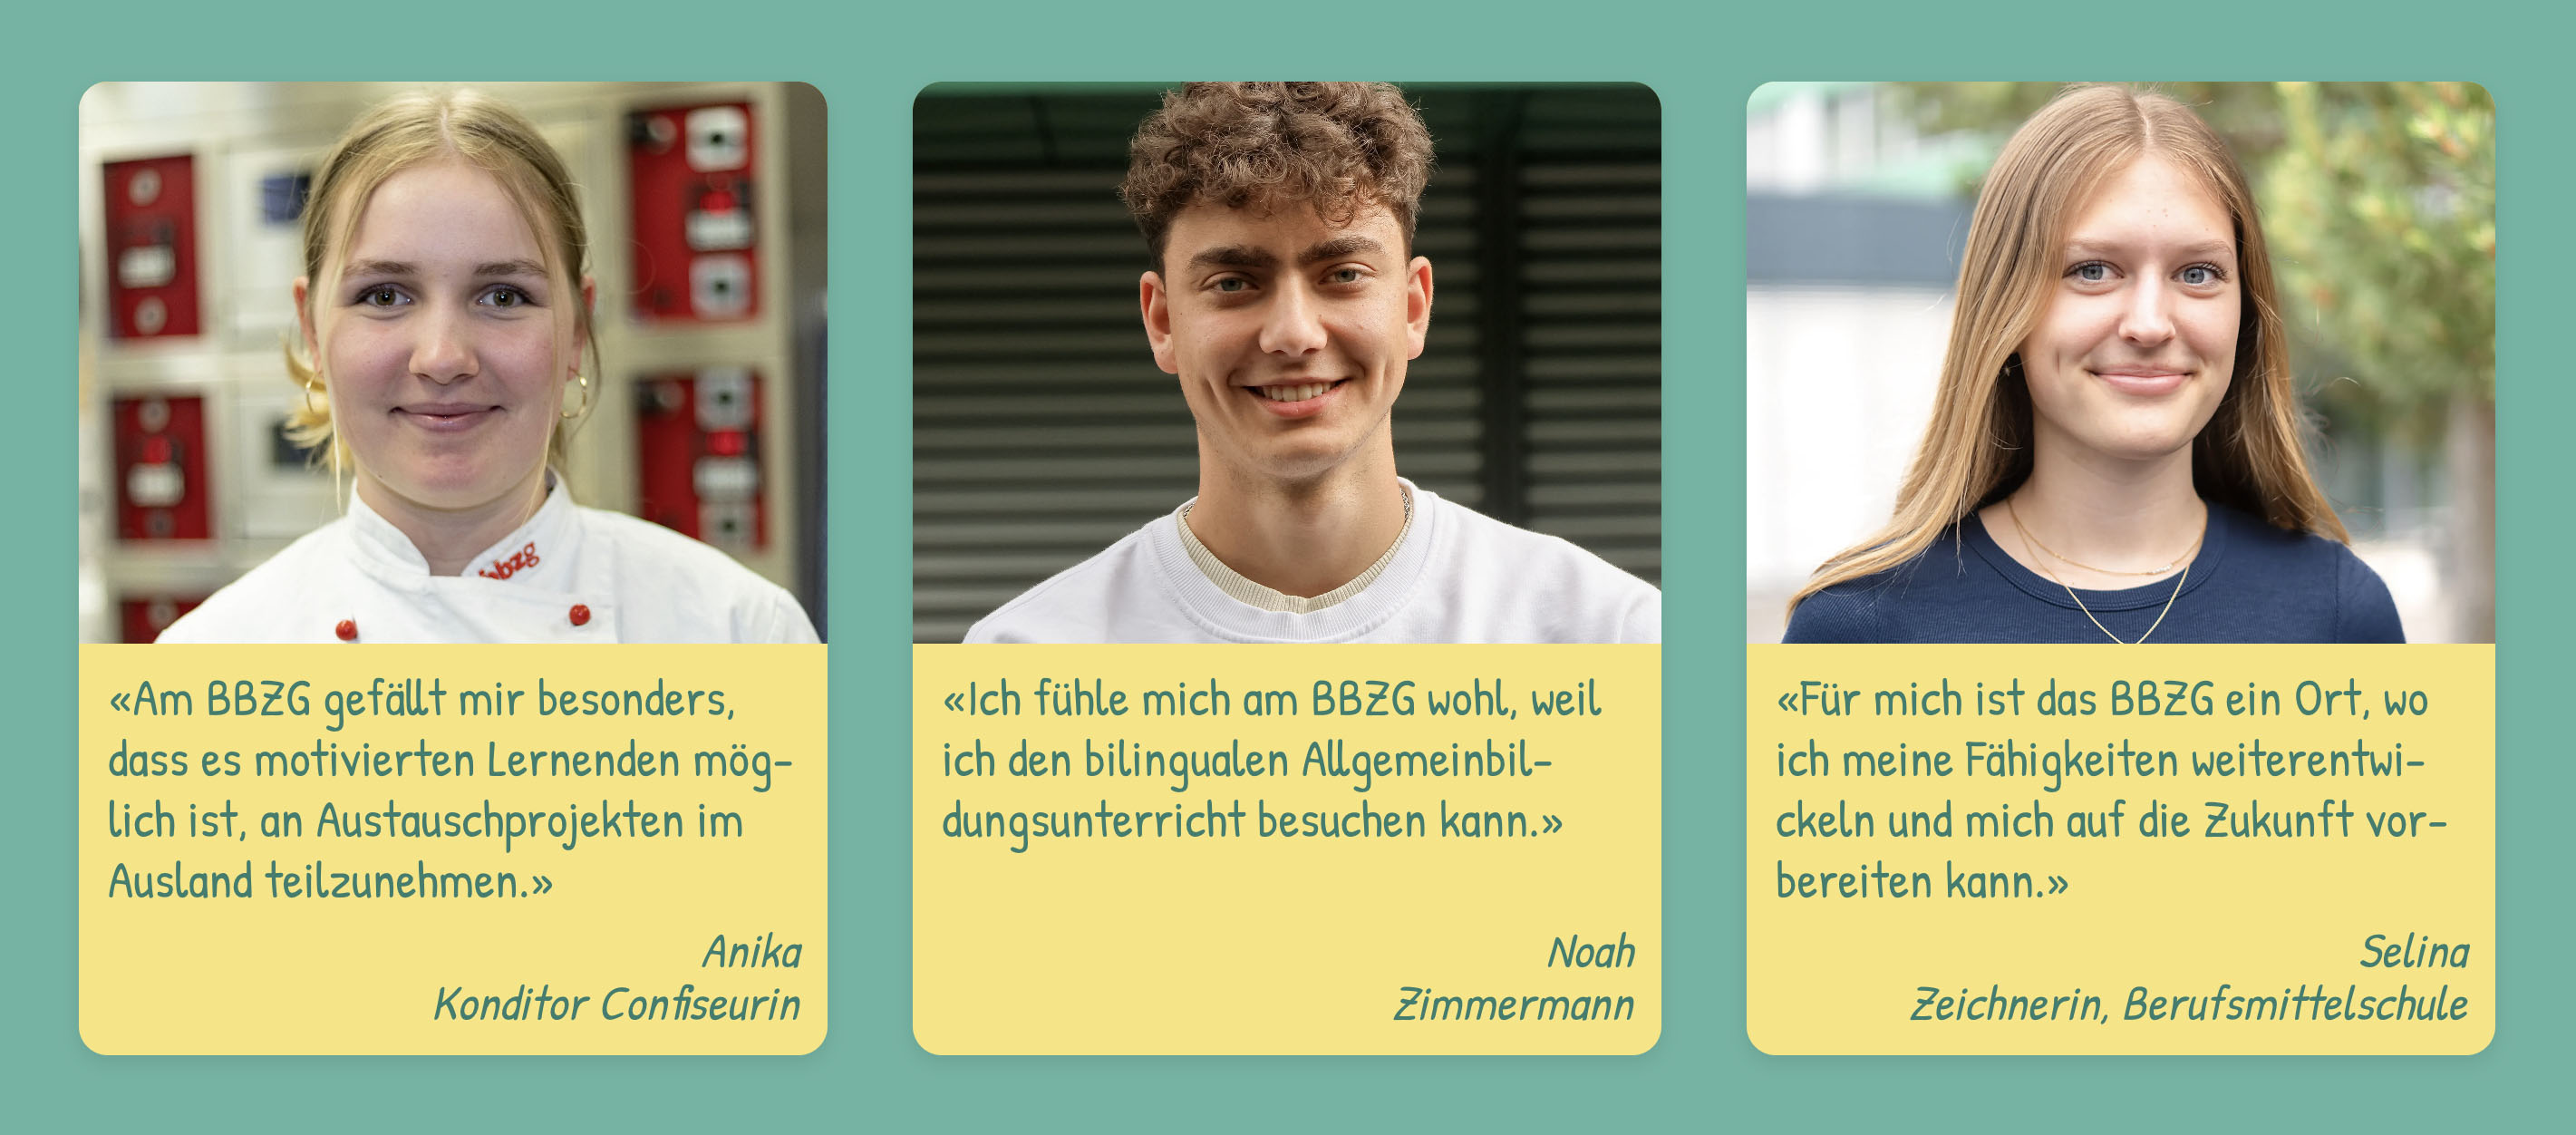 bbzg
«Am BBZG gefällt mir besonders,
dass es motivierten Lernenden mög-
lich ist, an Austauschprojekten im
Ausland teilzunehmen.»
Anika
Konditor Confiseurin
«Ich fühle mich am BBZG wohl, weil
ich den bilingualen Allgemeinbil-
dungsunterricht besuchen kann.»
Noah
Zimmermann
«Für mich ist das BBZG ein Ort, wo
ich meine Fähigkeiten weiterentwi-
ckeln und mich auf die Zukunft vor-
bereiten kann.»
Selina
Zeichnerin, Berufsmittelschule